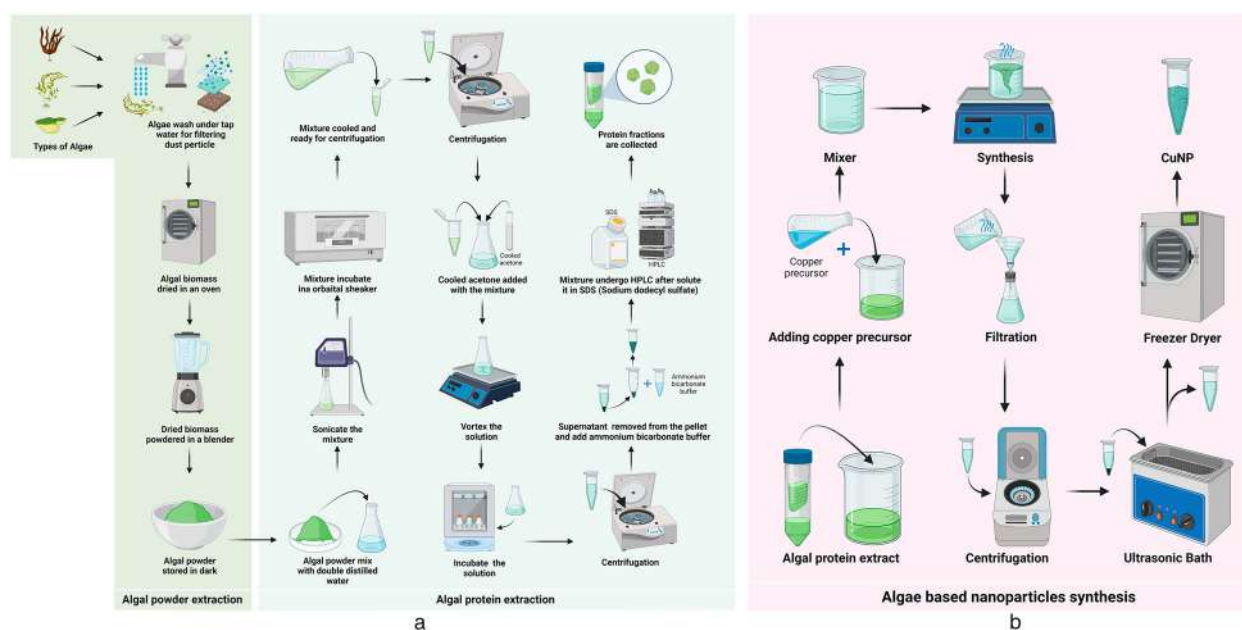 Types of Algae
Algae wash under tap
water for filtering
dust perticle
Algal biomass
dried in an oven
Dried biomass
powdered in a blender
Algal powder
stored in dark
Algal powder extraction
Algal powder mix
with double distilled
water
Sonicate the
mixture
Mixture incubate
ina orbaital sheaker
Mixture cooled and
ready for centrifugation
Centrifugation
Cooled
acetone
Cooled acetone added
with the mixture
Vortex the
solution
Incubate the
solution
Centrifugation
Ammonium
bicarbonate
buffer
+
Supernatant removed from the pellet
and add ammonium bicarbonate buffer
SDS
HPLC
Mixtrure undergo HPLC after solute
it in SDS (Sodium dodecyl sulfate)
Protein fractions
are collected
Algal protein extraction
a
Algal protein extract
Copper
precursor
+
Adding copper precursor
Mixer
Synthesis
Filtration
Centrifugation
Ultrasonic Bath
Freezer Dryer
CuNP
Algae based nanoparticles synthesis
b